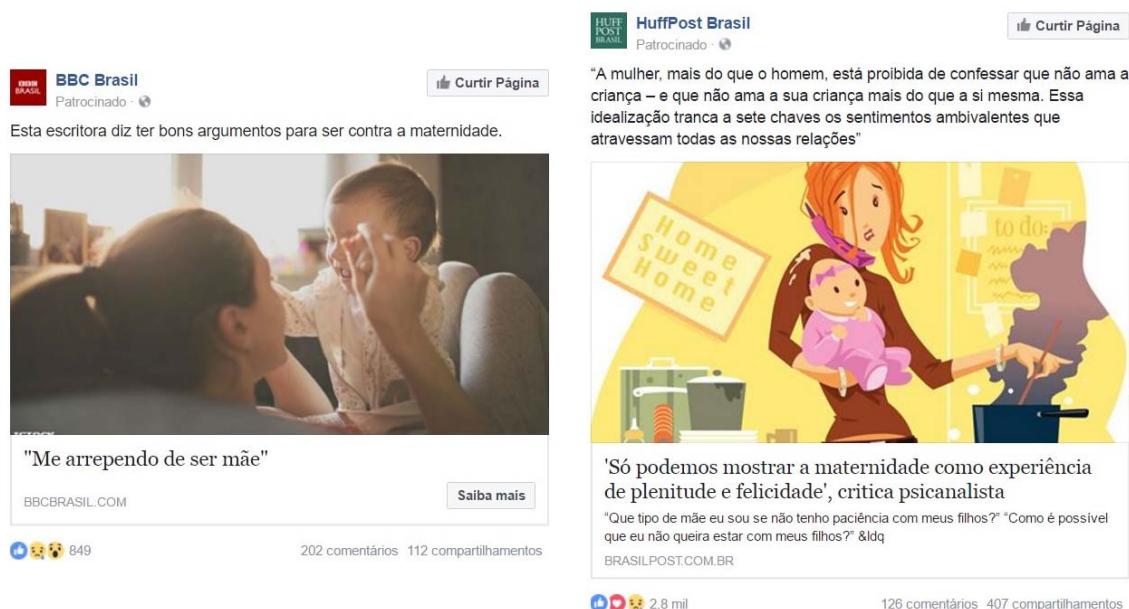 BBC BRASIL
BBC Brasil
Patrocinado ·
Curtir Página
Esta escritora diz ter bons argumentos para ser contra a maternidade.
"Me arrependo de ser mãe"
BBCBRASIL.COM
Saiba mais
849
202 comentários 112 compartilhamentos
HUFF
POST
BRASIL
HuffPost Brasil
Patrocinado ·
Curtir Página
“A mulher, mais do que o homem, está proibida de confessar que não ama a
criança – e que não ama a sua criança mais do que a si mesma. Essa
idealização tranca a sete chaves os sentimentos ambivalentes que
atravessam todas as nossas relações”
Home
sweet
Home
to do:
'Só podemos mostrar a maternidade como experiência
de plenitude e felicidade', critica psicanalista
“Que tipo de mãe eu sou se não tenho paciência com meus filhos?” “Como é possível
que eu não queira estar com meus filhos?” &ldq
BRASILPOST.COM.BR
2,8 mil
126 comentários 407 compartilhamentos